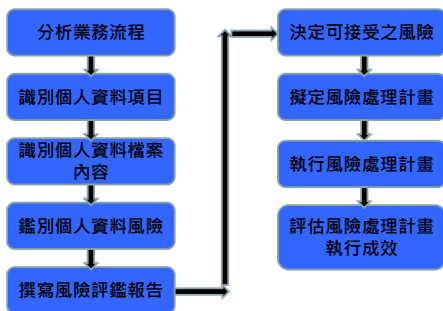 分析業務流程
識別個人資料項目
識別個人資料檔案
內容
鑑別個人資料風險
撰寫風險評鑑報告
決定可接受之風險
擬定風險處理計畫
執行風險處理計畫
評估風險處理計畫
執行成效